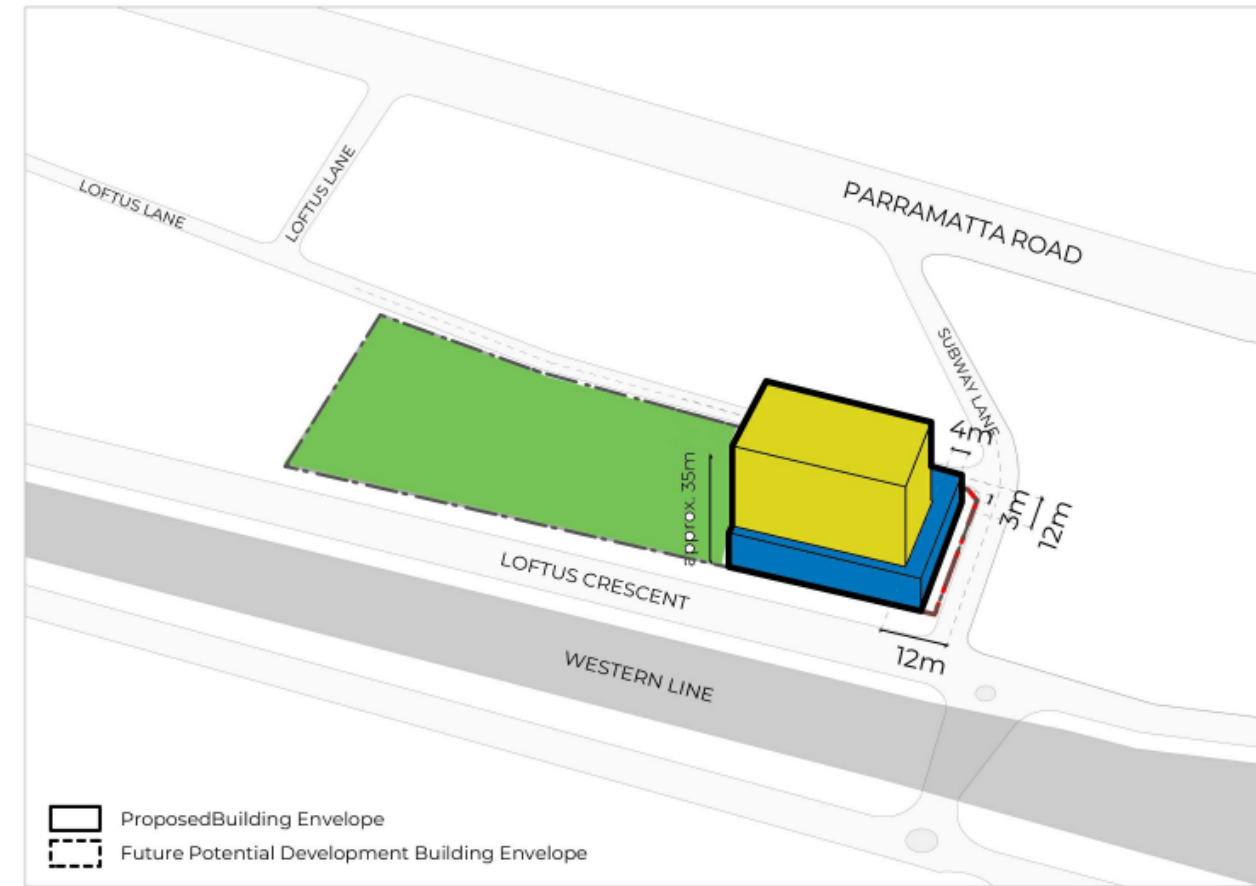 LOFTUS LANE
LOFTUS LANE
PARRAMATTA ROAD
SUBWAY LANE
4m
approx. 35m
3m
12m
LOFTUS CRESCENT
12m
WESTERN LINE
ProposedBuilding Envelope
Future Potential Development Building Envelope